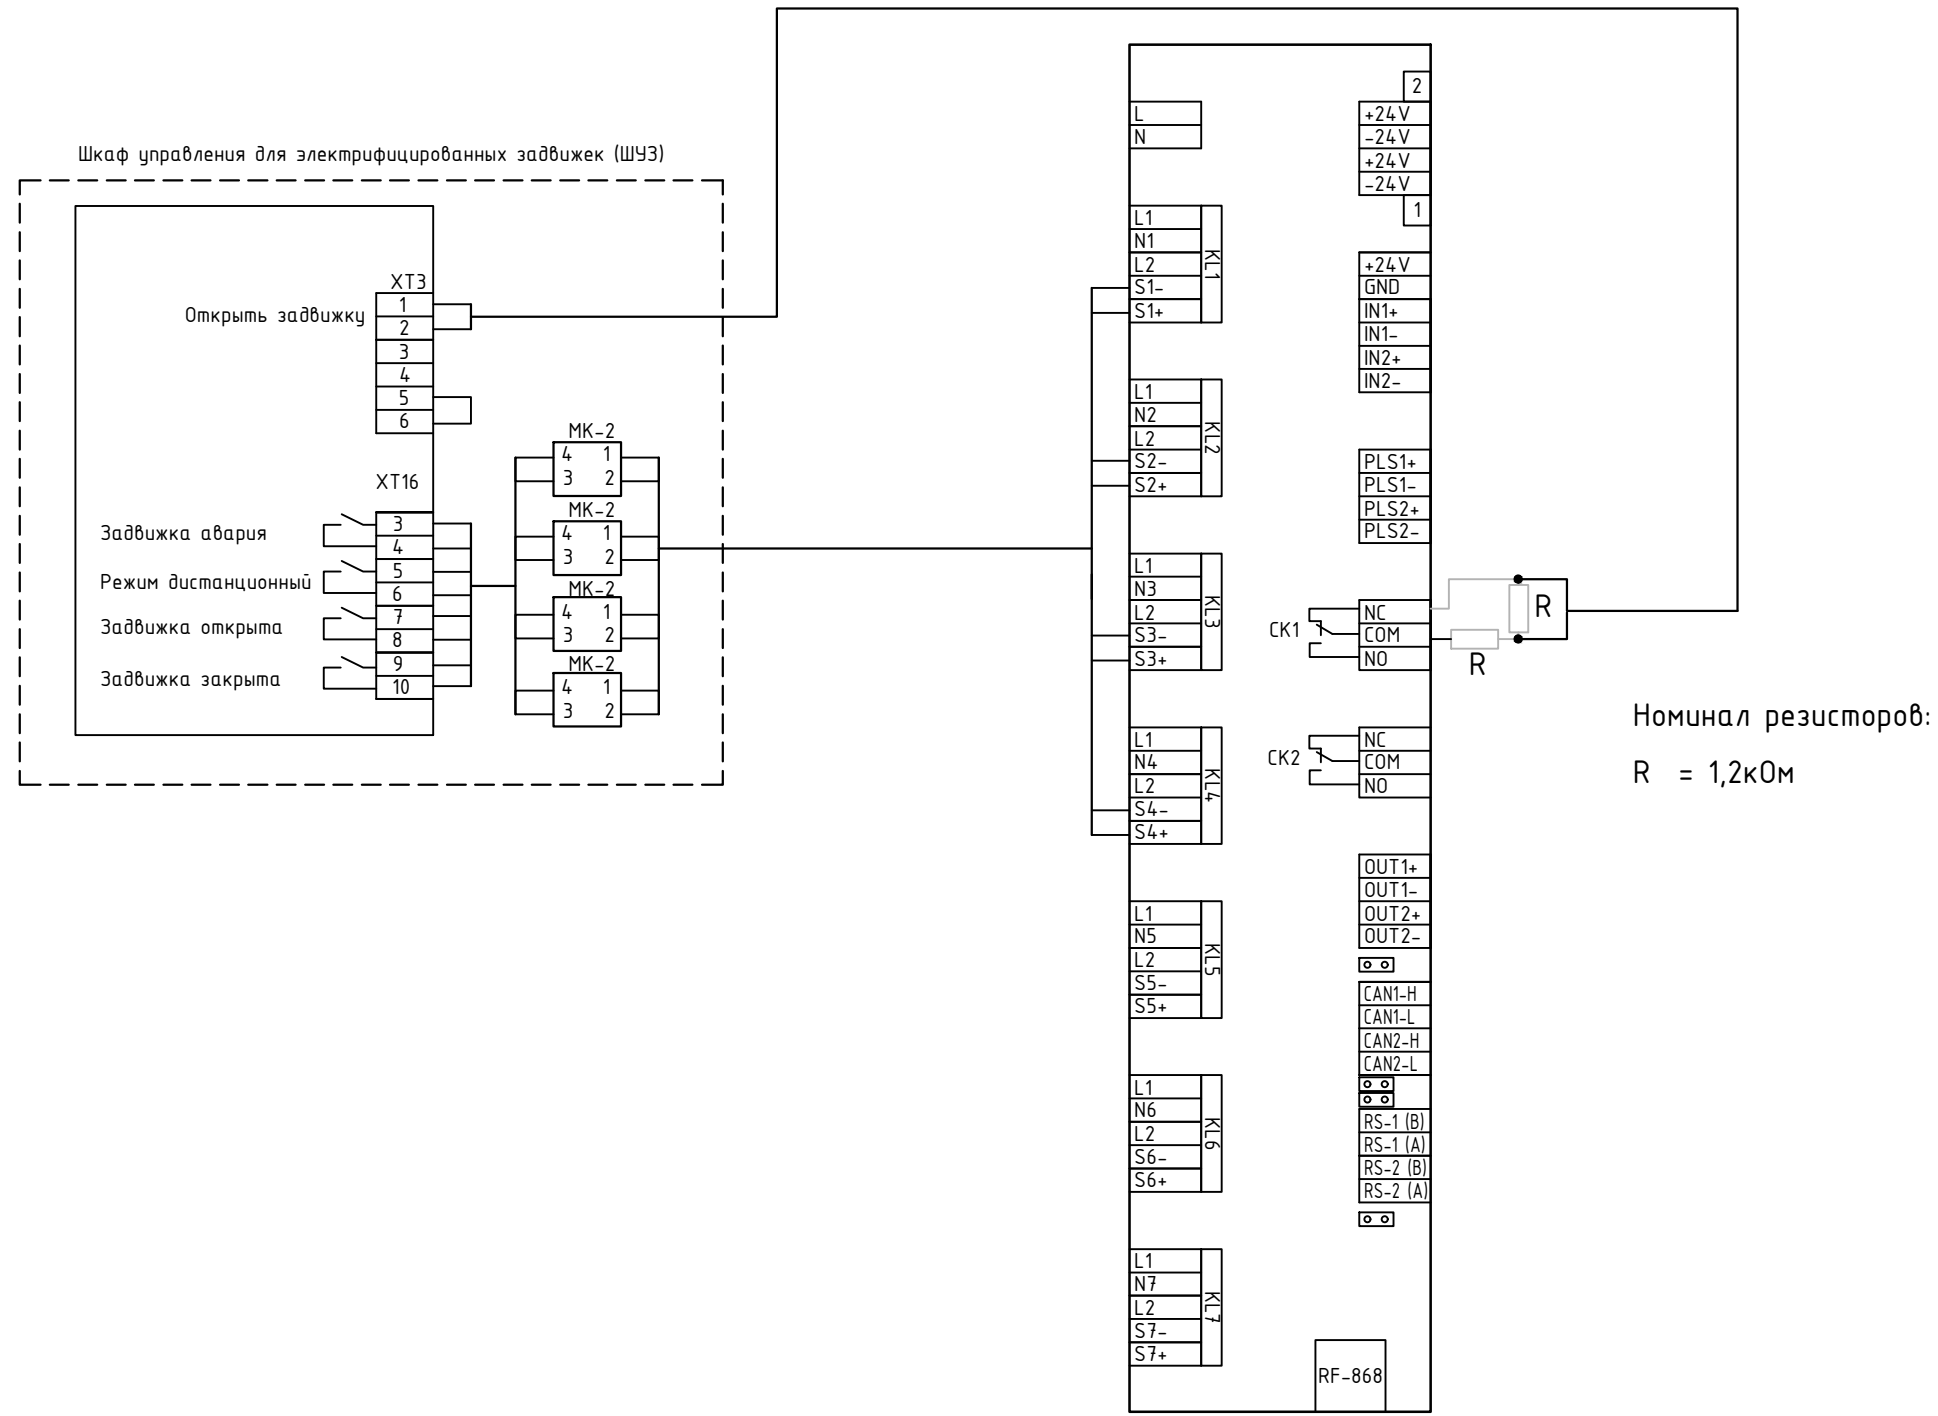 Шкаф управления для электрифицированных задвижек (ШУЗ)
XT3
Открыть задвижку
1
2
3
4
5
6
XT16
Задвижка авария
Режим дистанционный
Задвижка открыта
Задвижка закрыта
3
4
5
6
7
8
9
10
МК-2
4 1
3 2
МК-2
4 1
3 2
МК-2
4 1
3 2
МК-2
4 1
3 2
L
N
L1
N1
L2
S1-
S1+
KL1
L1
N2
L2
S2-
S2+
KL2
L1
N3
L2
S3-
S3+
KL3
L1
N4
L2
S4-
S4+
KL4
L1
N5
L2
S5-
S5+
KL5
L1
N6
L2
S6-
S6+
KL6
L1
N7
L2
S7-
S7+
KL7
2
+24V
-24V
+24V
-24V
1
+24V
GND
IN1+
IN1-
IN2+
IN2-
PLS1+
PLS1-
PLS2+
PLS2-
СК1
NC
COM
NO
R
R
СК2
NC
COM
NO
OUT1+
OUT1-
OUT2+
OUT2-
CAN1-H
CAN1-L
CAN2-H
CAN2-L
RS-1 (B)
RS-1 (A)
RS-2 (B)
RS-2 (A)
RF-868
Номинал резисторов:
R = 1,2кОм